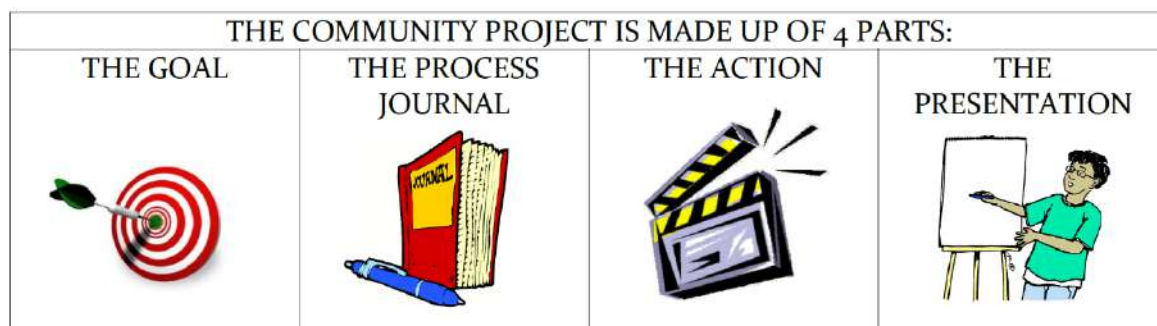 THE COMMUNITY PROJECT IS MADE UP OF 4 PARTS:
THE GOAL
THE PROCESS
JOURNAL
THE ACTION
THE
PRESENTATION
JOURNAL